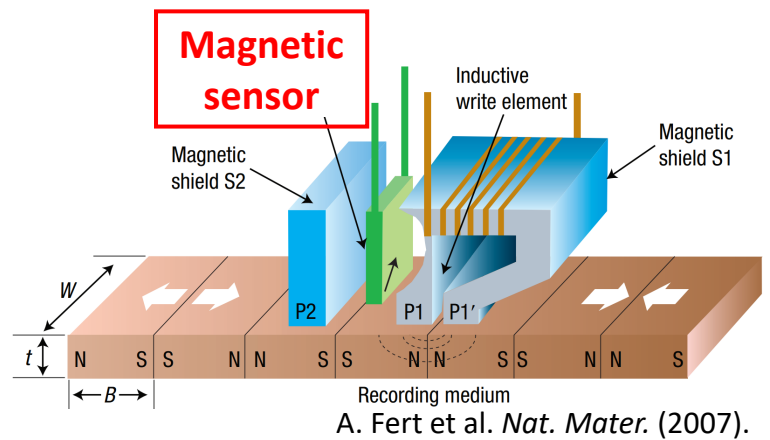 Magnetic
sensor
Inductive
write element
Magnetic
shield S1
Magnetic
shield S2
W
P2
P1
P1′
t
N S S N N S S N N S S N N S
B
Recording medium
A. Fert et al. Nat. Mater. (2007).